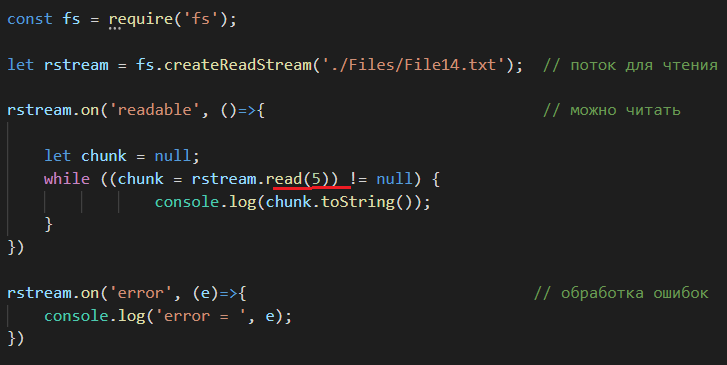 const fs = require('fs');
let rstream = fs.createReadStream('./Files/File14.txt');  // поток для чтения
rstream.on('readable', ()=>{                              // можно читать
    let chunk = null;
    while ((chunk = rstream.read(5)) != null) {
                console.log(chunk.toString());
    }
})
rstream.on('error', (e)=>{                               // обработка ошибок
    console.log('error = ', e);
})